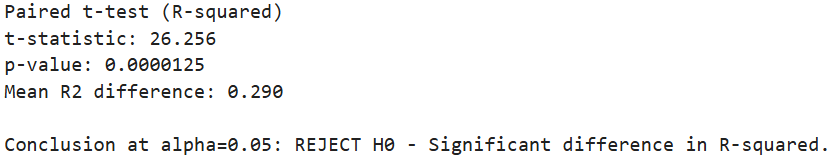 Paired t-test (R-squared)
t-statistic: 26.256
p-value: 0.0000125
Mean R2 difference: 0.290
Conclusion at alpha=0.05: REJECT H0 - Significant difference in R-squared.